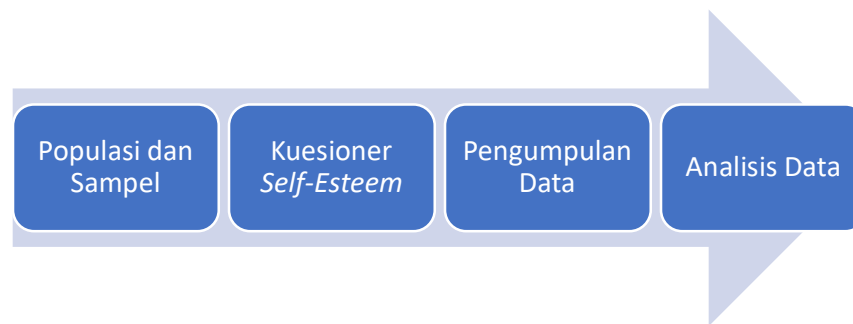 Populasi dan
Sampel
Kuesioner
Self-Esteem
Pengumpulan
Data
Analisis Data